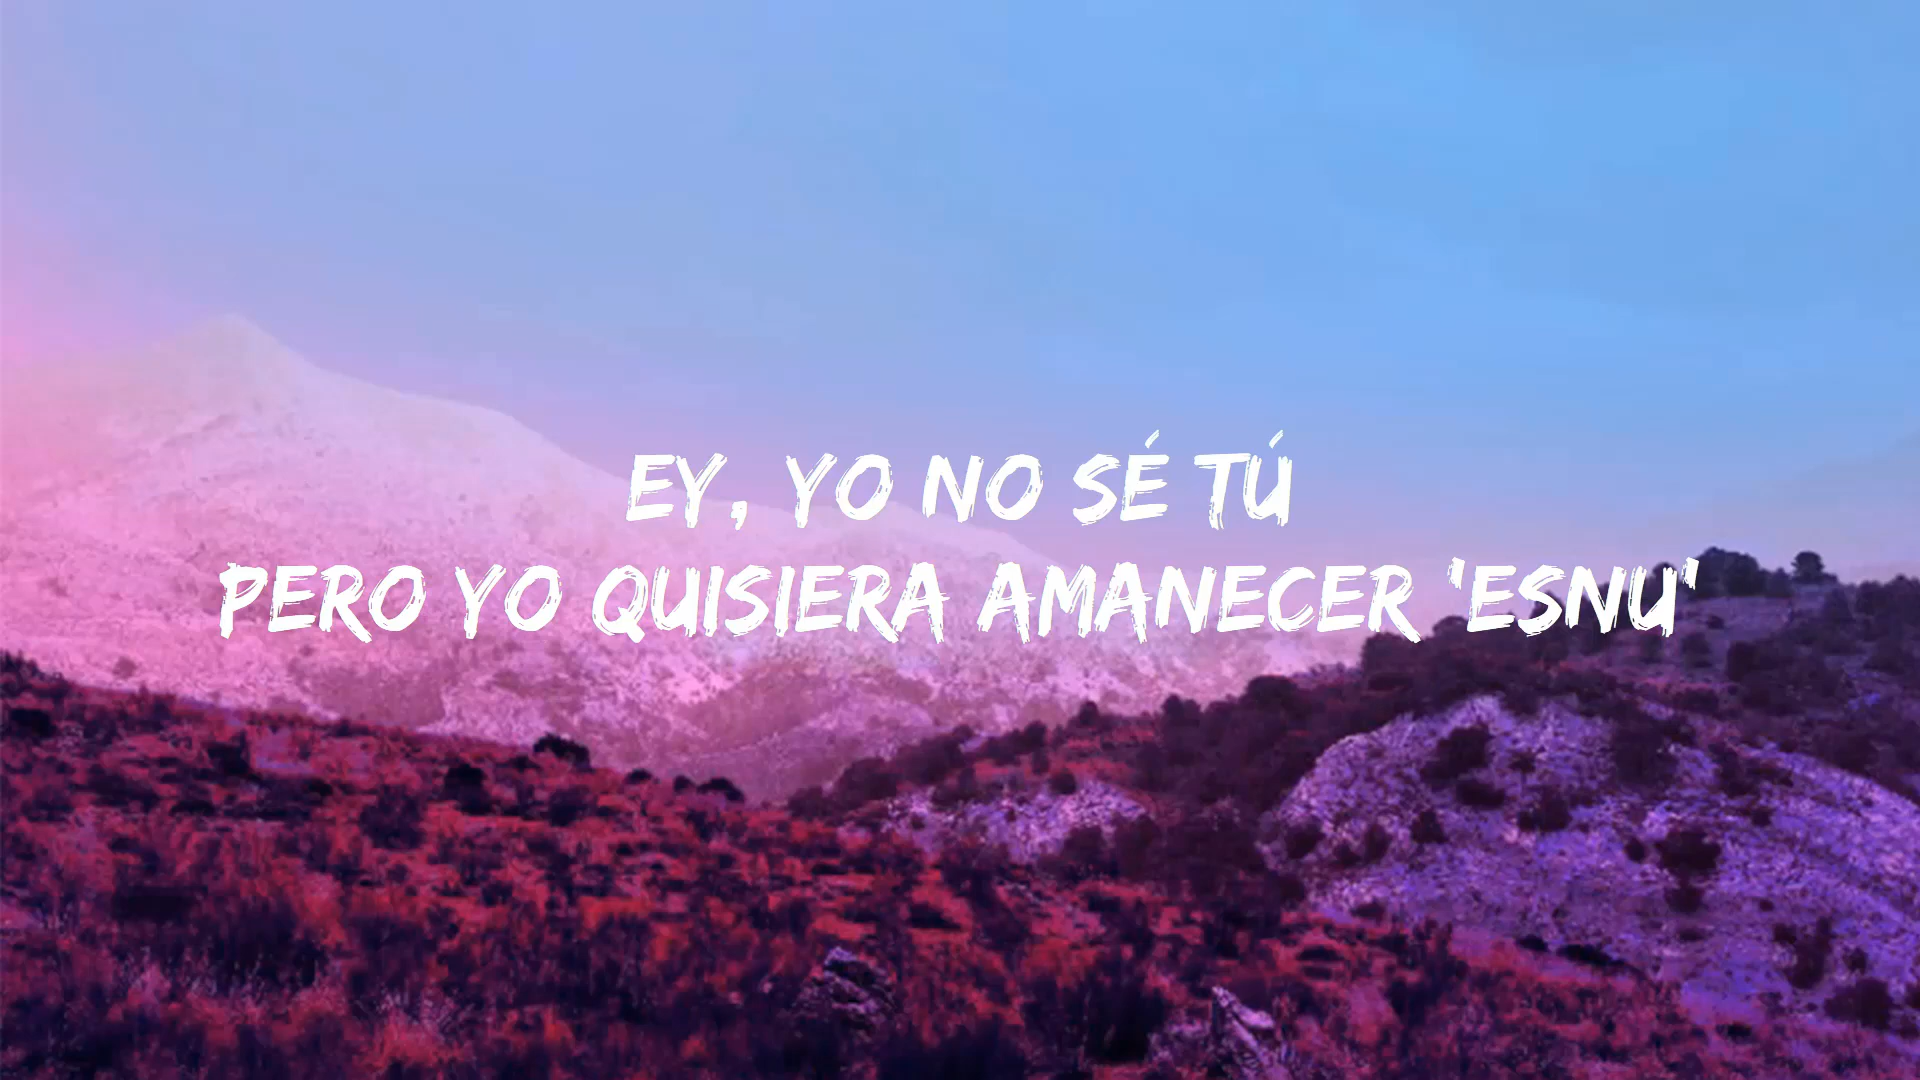 EY, YO NO SÉ TÚ
PERO YO QUISIERA AMANECER 'ESNU'